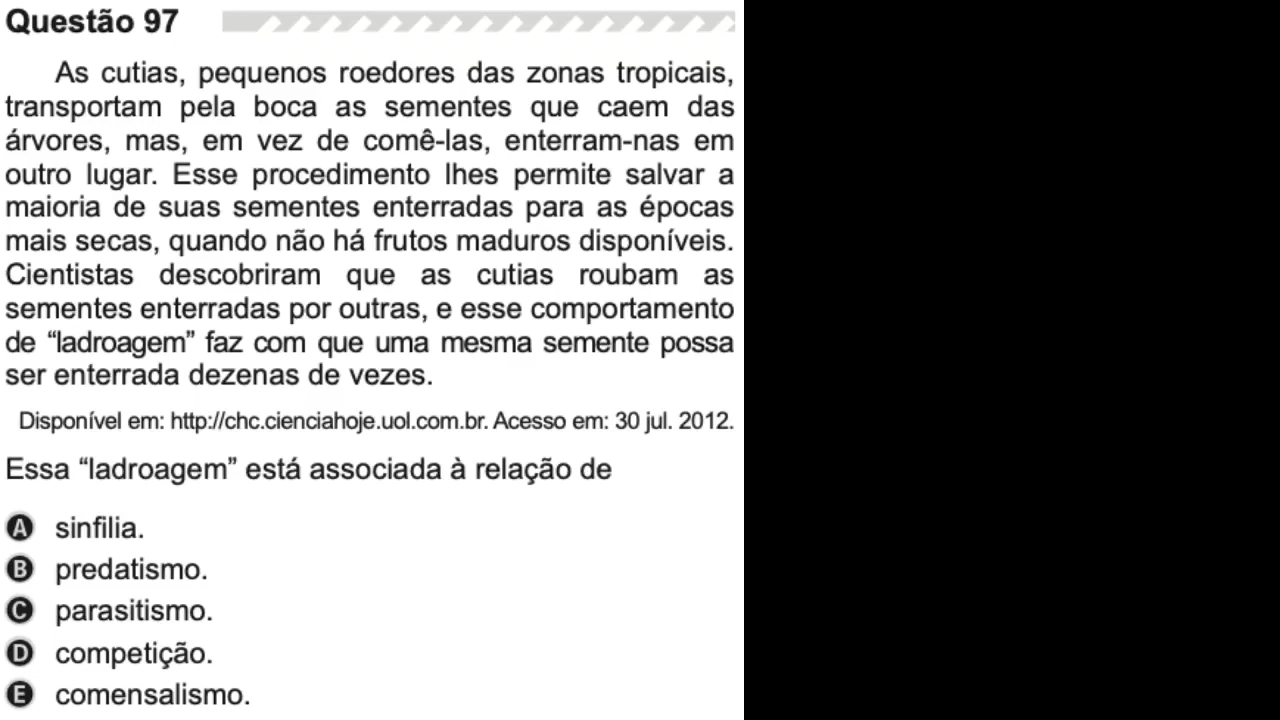 Questão 97
As cutias, pequenos roedores das zonas tropicais,
transportam pela boca as sementes que caem das
árvores, mas, em vez de comê-las, enterram-nas em
outro lugar. Esse procedimento lhes permite salvar a
maioria de suas sementes enterradas para as épocas
mais secas, quando não há frutos maduros disponíveis.
Cientistas descobriram que as cutias roubam as
sementes enterradas por outras, e esse comportamento
de “ladroagem” faz com que uma mesma semente possa
ser enterrada dezenas de vezes.
Disponível em: http://chc.cienciahoje.uol.com.br. Acesso em: 30 jul. 2012.
Essa “ladroagem” está associada à relação de
A sinfilia.
B predatismo.
C parasitismo.
D competição.
E comensalismo.